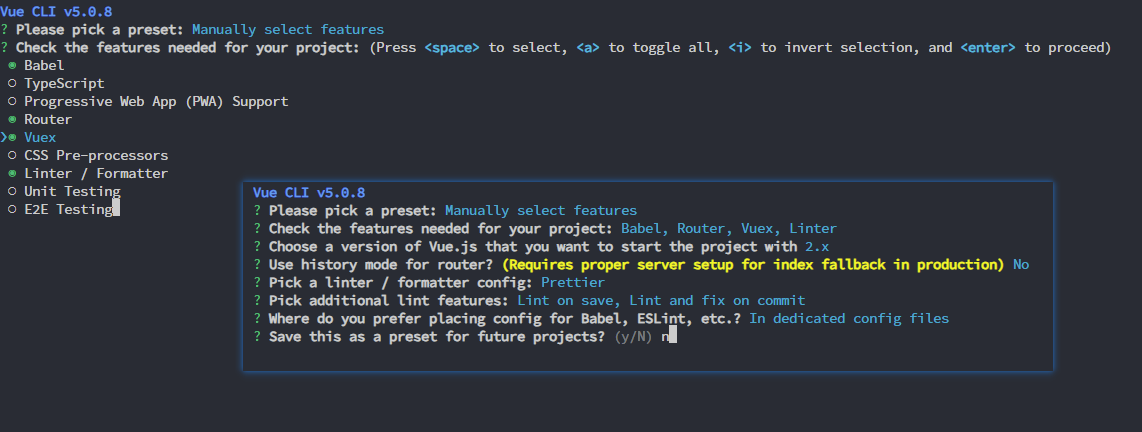 Vue CLI v5.0.8
? Please pick a preset: Manually select features
? Check the features needed for your project: (Press <space> to select, <a> to toggle all, <i> to invert selection, and <enter> to proceed)
◉ Babel
◯ TypeScript
◯ Progressive Web App (PWA) Support
◉ Router
❯◉ Vuex
◯ CSS Pre-processors
◉ Linter / Formatter
◯ Unit Testing
◯ E2E Testing
Vue CLI v5.0.8
? Please pick a preset: Manually select features
? Check the features needed for your project: Babel, Router, Vuex, Linter
? Choose a version of Vue.js that you want to start the project with 2.x
? Use history mode for router? (Requires proper server setup for index fallback in production) No
? Pick a linter / formatter config: Prettier
? Pick additional lint features: Lint on save, Lint and fix on commit
? Where do you prefer placing config for Babel, ESLint, etc.? In dedicated config files
? Save this as a preset for future projects? (y/N) n